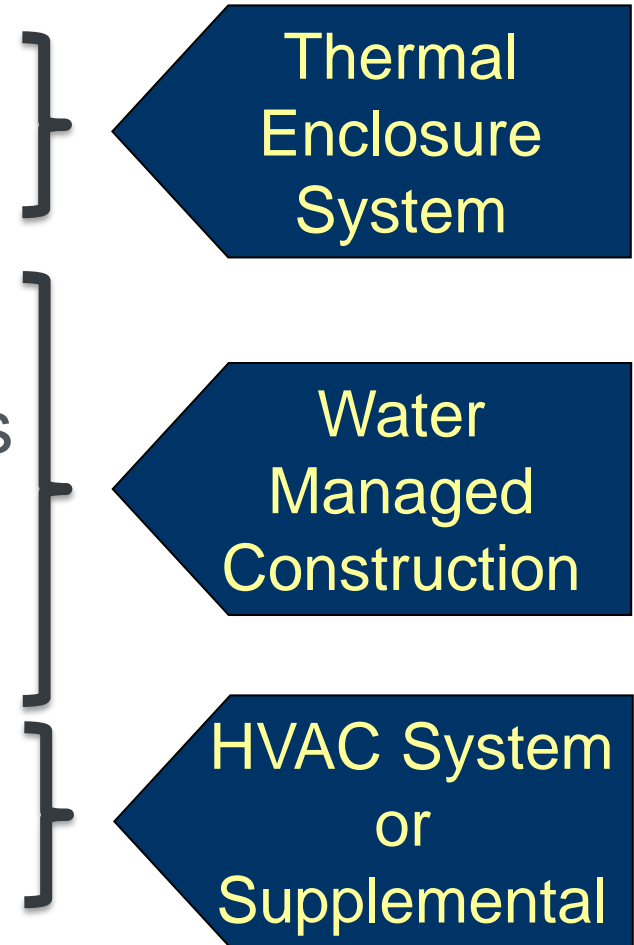 Thermal
Enclosure
System
s
Water
Managed
Construction
HVAC System
or
Supplemental